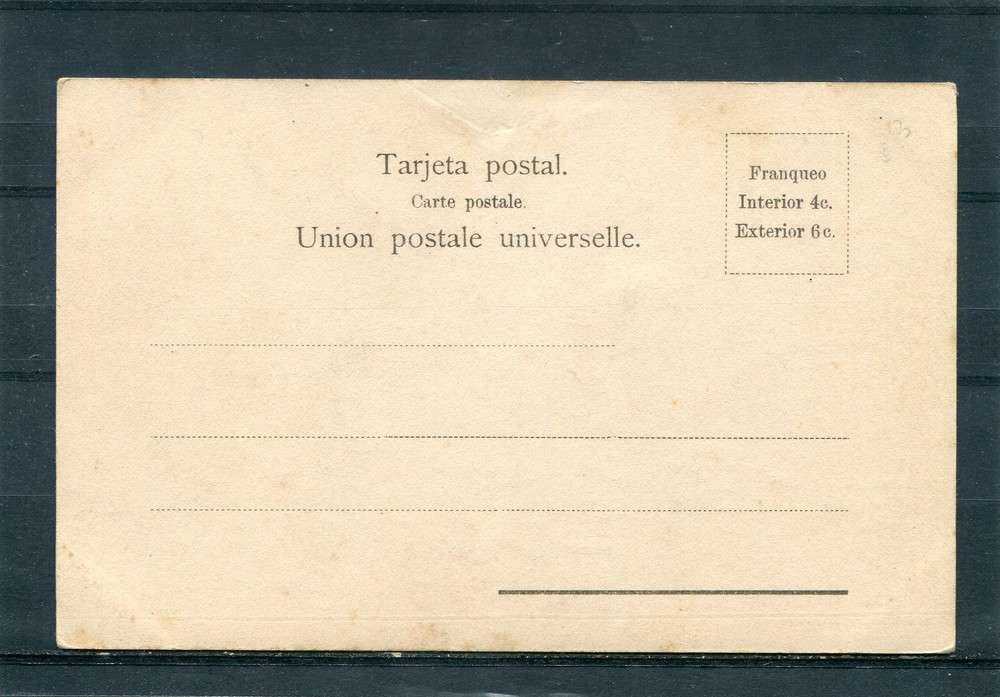 Tarjeta postal.
Carte postale.
Union postale universelle.
Franqueo
Interior 4c.
Exterior 6c.